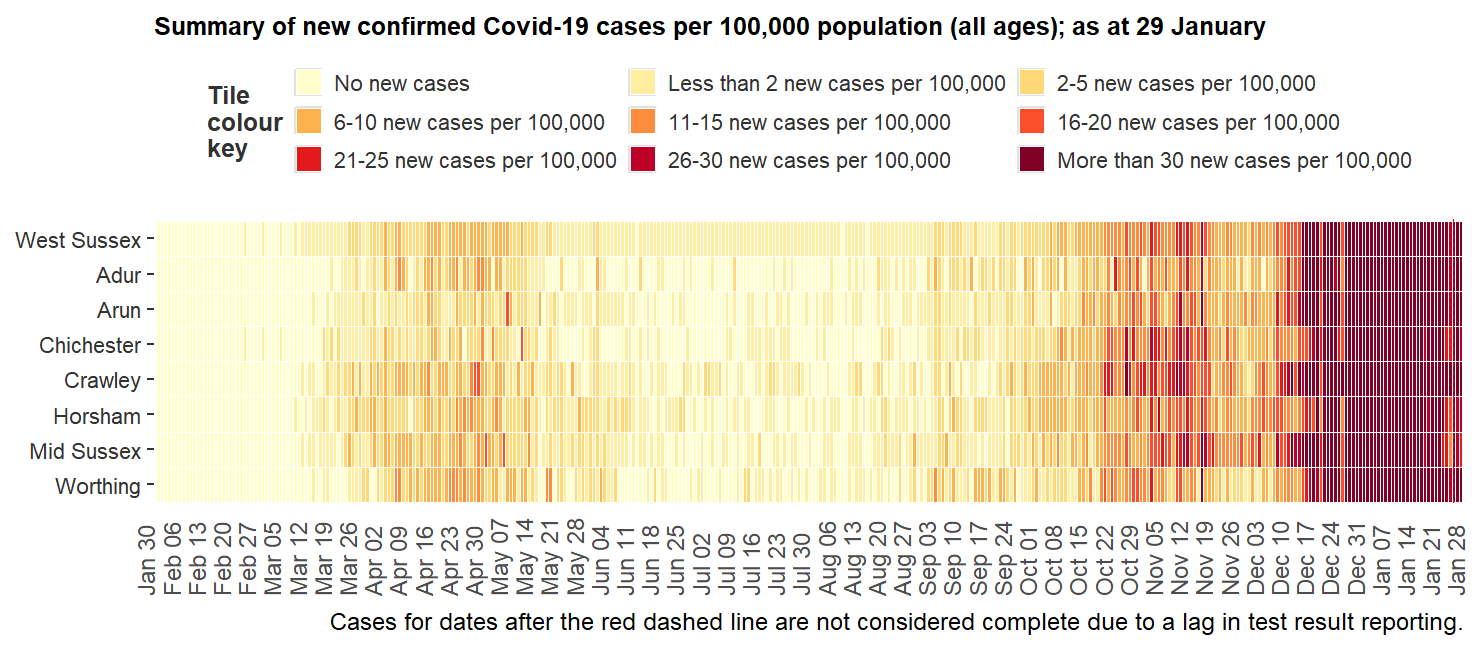 Summary of new confirmed Covid-19 cases per 100,000 population (all ages); as at 29 January
Tile
colour
key
No new cases
Less than 2 new cases per 100,000
2-5 new cases per 100,000
6-10 new cases per 100,000
11-15 new cases per 100,000
16-20 new cases per 100,000
21-25 new cases per 100,000
26-30 new cases per 100,000
More than 30 new cases per 100,000
West Sussex
Adur
Arun
Chichester
Crawley
Horsham
Mid Sussex
Worthing
Jan 30
Feb 06
Feb 13
Feb 20
Feb 27
Mar 05
Mar 12
Mar 19
Mar 26
Apr 02
Apr 09
Apr 16
Apr 23
Apr 30
May 07
May 14
May 21
May 28
Jun 04
Jun 11
Jun 18
Jun 25
Jul 02
Jul 09
Jul 16
Jul 23
Jul 30
Aug 06
Aug 13
Aug 20
Aug 27
Sep 03
Sep 10
Sep 17
Sep 24
Oct 01
Oct 08
Oct 15
Oct 22
Oct 29
Nov 05
Nov 12
Nov 19
Nov 26
Dec 03
Dec 10
Dec 17
Dec 24
Dec 31
Jan 07
Jan 14
Jan 21
Jan 28
Cases for dates after the red dashed line are not considered complete due to a lag in test result reporting.